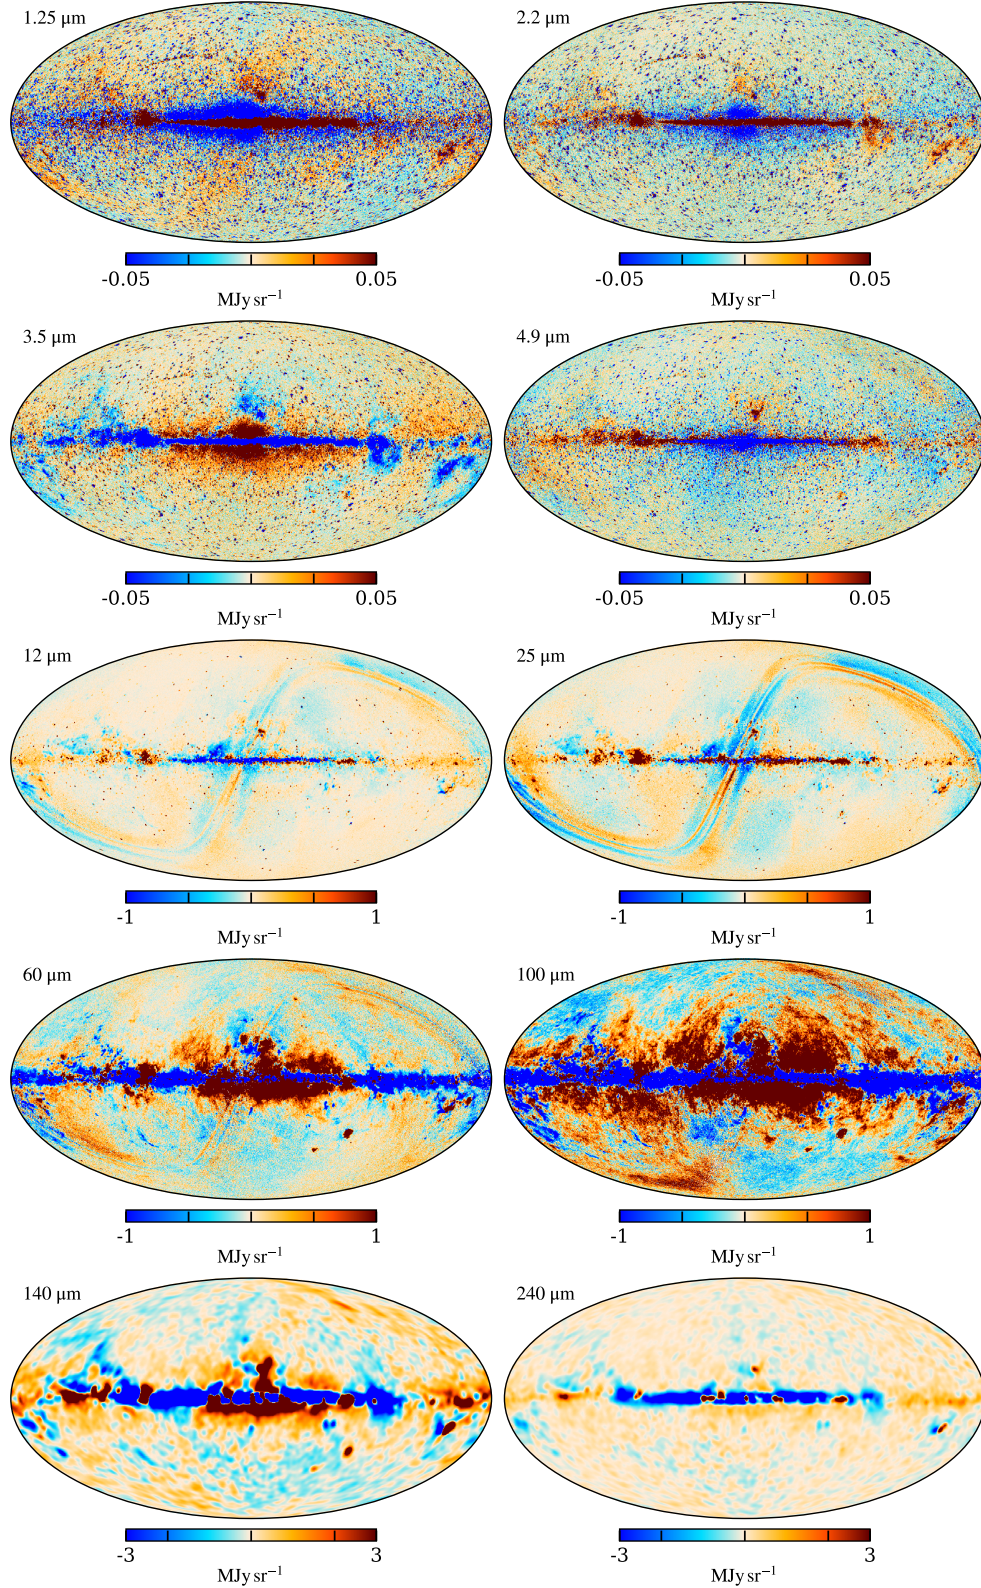 1.25 µm
2.2 µm
-0.05 0.05
MJy sr⁻¹
-0.05 0.05
MJy sr⁻¹
3.5 µm
4.9 µm
-0.05 0.05
MJy sr⁻¹
-0.05 0.05
MJy sr⁻¹
12 µm
25 µm
-1 1
MJy sr⁻¹
-1 1
MJy sr⁻¹
60 µm
100 µm
-1 1
MJy sr⁻¹
-1 1
MJy sr⁻¹
140 µm
240 µm
-3 3
MJy sr⁻¹
-3 3
MJy sr⁻¹